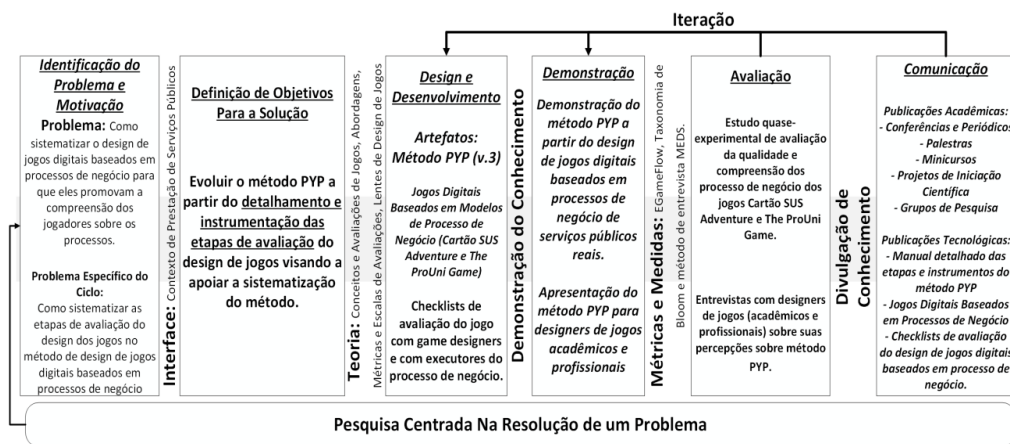 Iteração
Identificação do
Problema e
Motivação
Problema: Como
sistematizar o design de
jogos digitais baseados em
processos de negócio para
que eles promovam a
compreensão dos
jogadores sobre os
processos.
Problema Específico do
Ciclo:
Como sistematizar as
etapas de avaliação do
design dos jogos no
método de design de jogos
digitais baseados em
processos de negócio
Interface: Contexto de Prestação de Serviços Públicos
Definição de Objetivos
Para a Solução
Evoluir o método PYP a
partir do detalhamento e
instrumentação das
etapas de avaliação do
design de jogos visando a
apoiar a sistematização
do método.
Teoria: Conceitos e Avaliações de Jogos, Abordagens,
Métricas e Escalas de Avaliações, Lentes de Design de Jogos
Design e
Desenvolvimento
Artefatos:
Método PYP (v.3)
Jogos Digitais
Baseados em Modelos
de Processo de
Negócio (Cartão SUS
Adventure e The
ProUni Game)
Checklists de
avaliação do jogo
com game designers
e com executores do
processo de negócio.
Demonstração do Conhecimento
Demonstração
Demonstração do
método PYP a
partir do design de
jogos digitais
baseados em
processos de
negócio de
serviços públicos
reais.
Apresentação do
método PYP para
designers de jogos
acadêmicos e
profissionais
Métricas e Medidas: EGameFlow, Taxonomia de
Bloom e método de entrevista MEDS.
Avaliação
Estudo quase-
experimental de avaliação
da qualidade e
compreensão dos
processo de negócio dos
jogos Cartão SUS
Adventure e The ProUni
Game.
Entrevistas com designers
de jogos (acadêmicos e
profissionais) sobre suas
percepções sobre método
PYP.
Divulgação de
Conhecimento
Comunicação
Publicações Acadêmicas:
- Conferências e Periódicos
- Palestras
- Minicursos
- Projetos de Iniciação
Científica
- Grupos de Pesquisa
Publicações Tecnológicas:
- Manual detalhado das
etapas e instrumentos do
método PYP
- Jogos Digitais Baseados
em Processos de Negócio
- Checklists de avaliação
do design de jogos digitais
baseados em processo de
negócio.
Pesquisa Centrada Na Resolução de um Problema